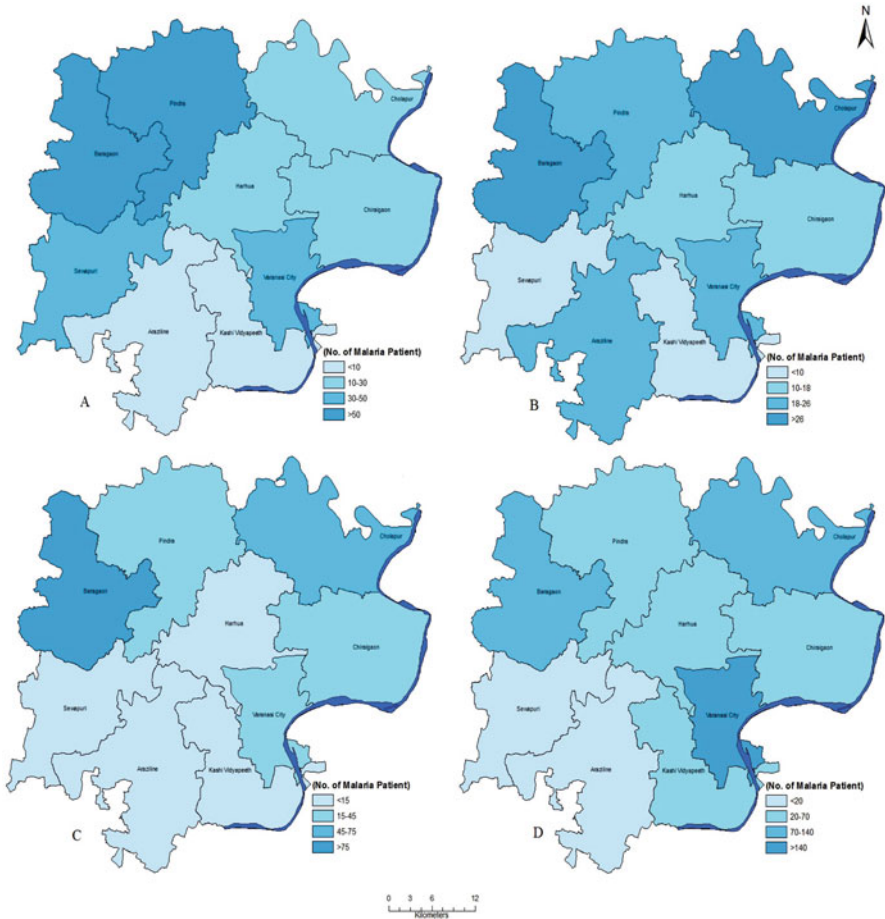 N
Pindra
Cholapur
Baragaon
Harhua
Chiraigaon
Sevapuri
Varanasi City
Araziline
Kashi Vidyapeeth
(No. of Malaria Patient)
<10
10-30
30-50
>50
A
Pindra
Cholapur
Baragaon
Harhua
Chiraigaon
Sevapuri
Varanasi City
Araziline
Kashi Vidyapeeth
(No. of Malaria Patient)
<10
10-18
18-26
>26
B
Pindra
Cholapur
Baragaon
Harhua
Chiraigaon
Sevapuri
Varanasi City
Araziline
Kashi Vidyapeeth
(No. of Malaria Patient)
<15
15-45
45-75
>75
C
Pindra
Cholapur
Baragaon
Harhua
Chiraigaon
Sevapuri
Varanasi City
Araziline
Kashi Vidyapeeth
(No. of Malaria Patient)
<20
20-70
70-140
>140
D
0 3 6 12
Kilometers